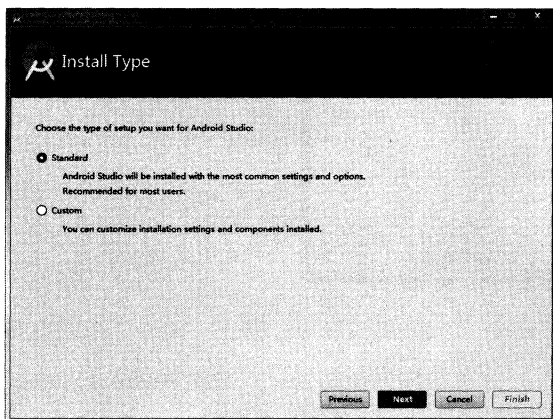 Install Type
Choose the type of setup you want for Android Studio:
Standard
Android Studio will be installed with the most common settings and options.
Recommended for most users.
Custom
You can customize installation settings and components installed.
Previous
Next
Cancel
Finish